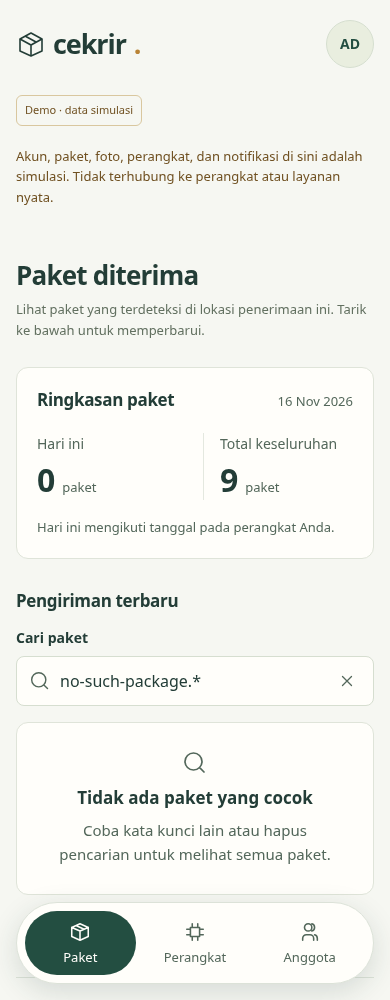 cekrir .
AD
Demo · data simulasi
Akun, paket, foto, perangkat, dan notifikasi di sini adalah
simulasi. Tidak terhubung ke perangkat atau layanan
nyata.
Paket diterima
Lihat paket yang terdeteksi di lokasi penerimaan ini. Tarik
ke bawah untuk memperbarui.
Ringkasan paket
16 Nov 2026
Hari ini
0 paket
Total keseluruhan
9 paket
Hari ini mengikuti tanggal pada perangkat Anda.
Pengiriman terbaru
Cari paket
no-such-package.*
Tidak ada paket yang cocok
Coba kata kunci lain atau hapus
pencarian untuk melihat semua paket.
Paket
Perangkat
Anggota